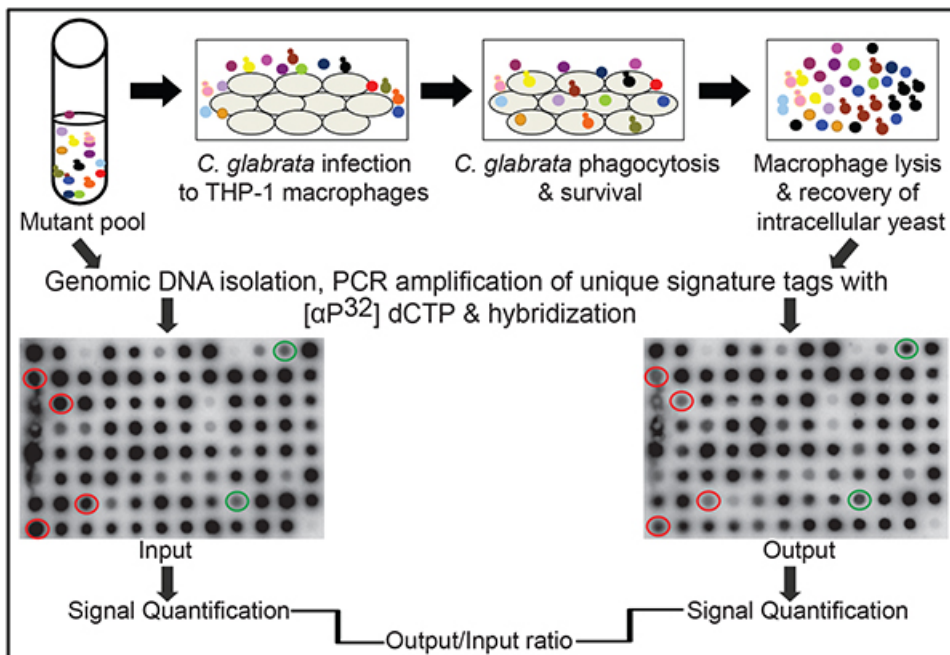 C. glabrata infection
to THP-1 macrophages
C. glabrata phagocytosis
& survival
Macrophage lysis
& recovery of
intracellular yeast
Mutant pool
Genomic DNA isolation, PCR amplification of unique signature tags with
[αP32] dCTP & hybridization
Input
Output
Signal Quantification
Signal Quantification
Output/Input ratio